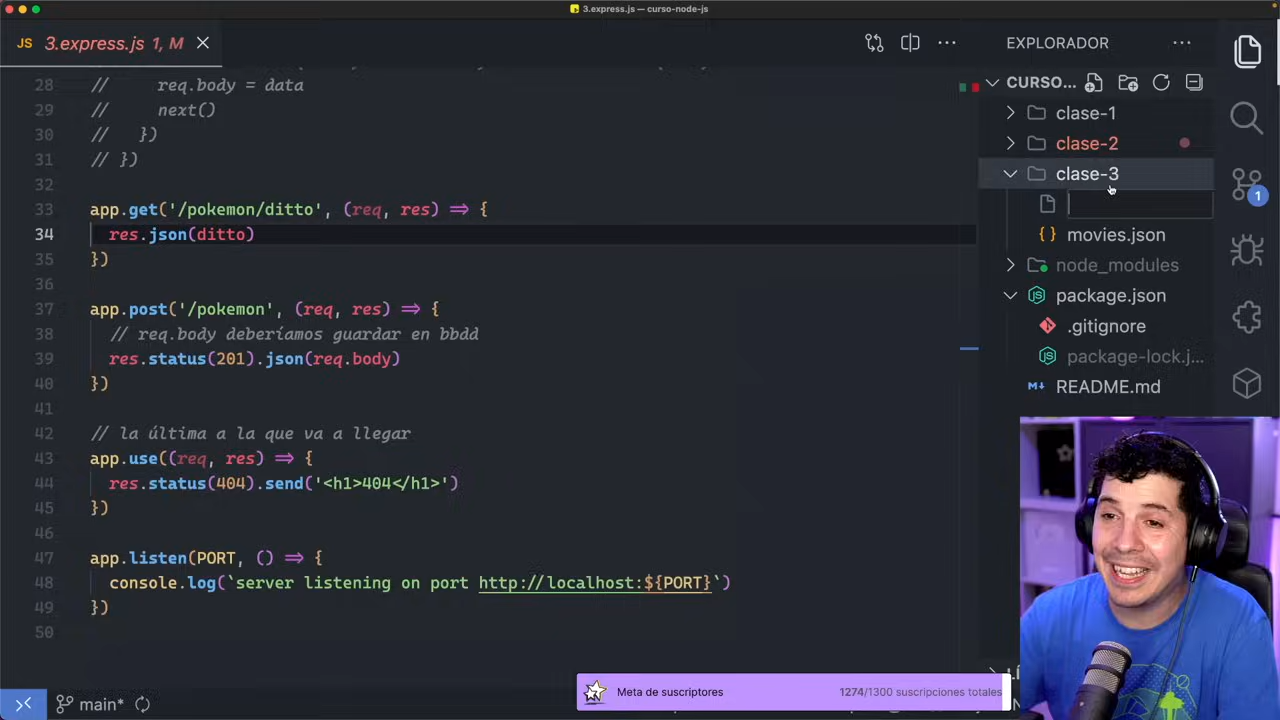 3.express.js — curso-node-js
JS 3.express.js 1, M
28 // req.body = data
29 // next()
30 // })
31 // })
32
33 app.get('/pokemon/ditto', (req, res) => {
34 res.json(ditto)
35 })
36
37 app.post('/pokemon', (req, res) => {
38 // req.body deberíamos guardar en bbdd
39 res.status(201).json(req.body)
40 })
41
42 // la última a la que va a llegar
43 app.use((req, res) => {
44 res.status(404).send('<h1>404</h1>')
45 })
46
47 app.listen(PORT, () => {
48 console.log(`server listening on port http://localhost:${PORT}`)
49 })
50
main*
EXPLORADOR
CURSO...
clase-1
clase-2
clase-3
{} movies.json
node_modules
JS package.json
.gitignore
JS package-lock.j...
M↓ README.md
1
Meta de suscriptores 1274/1300 suscripciones totales